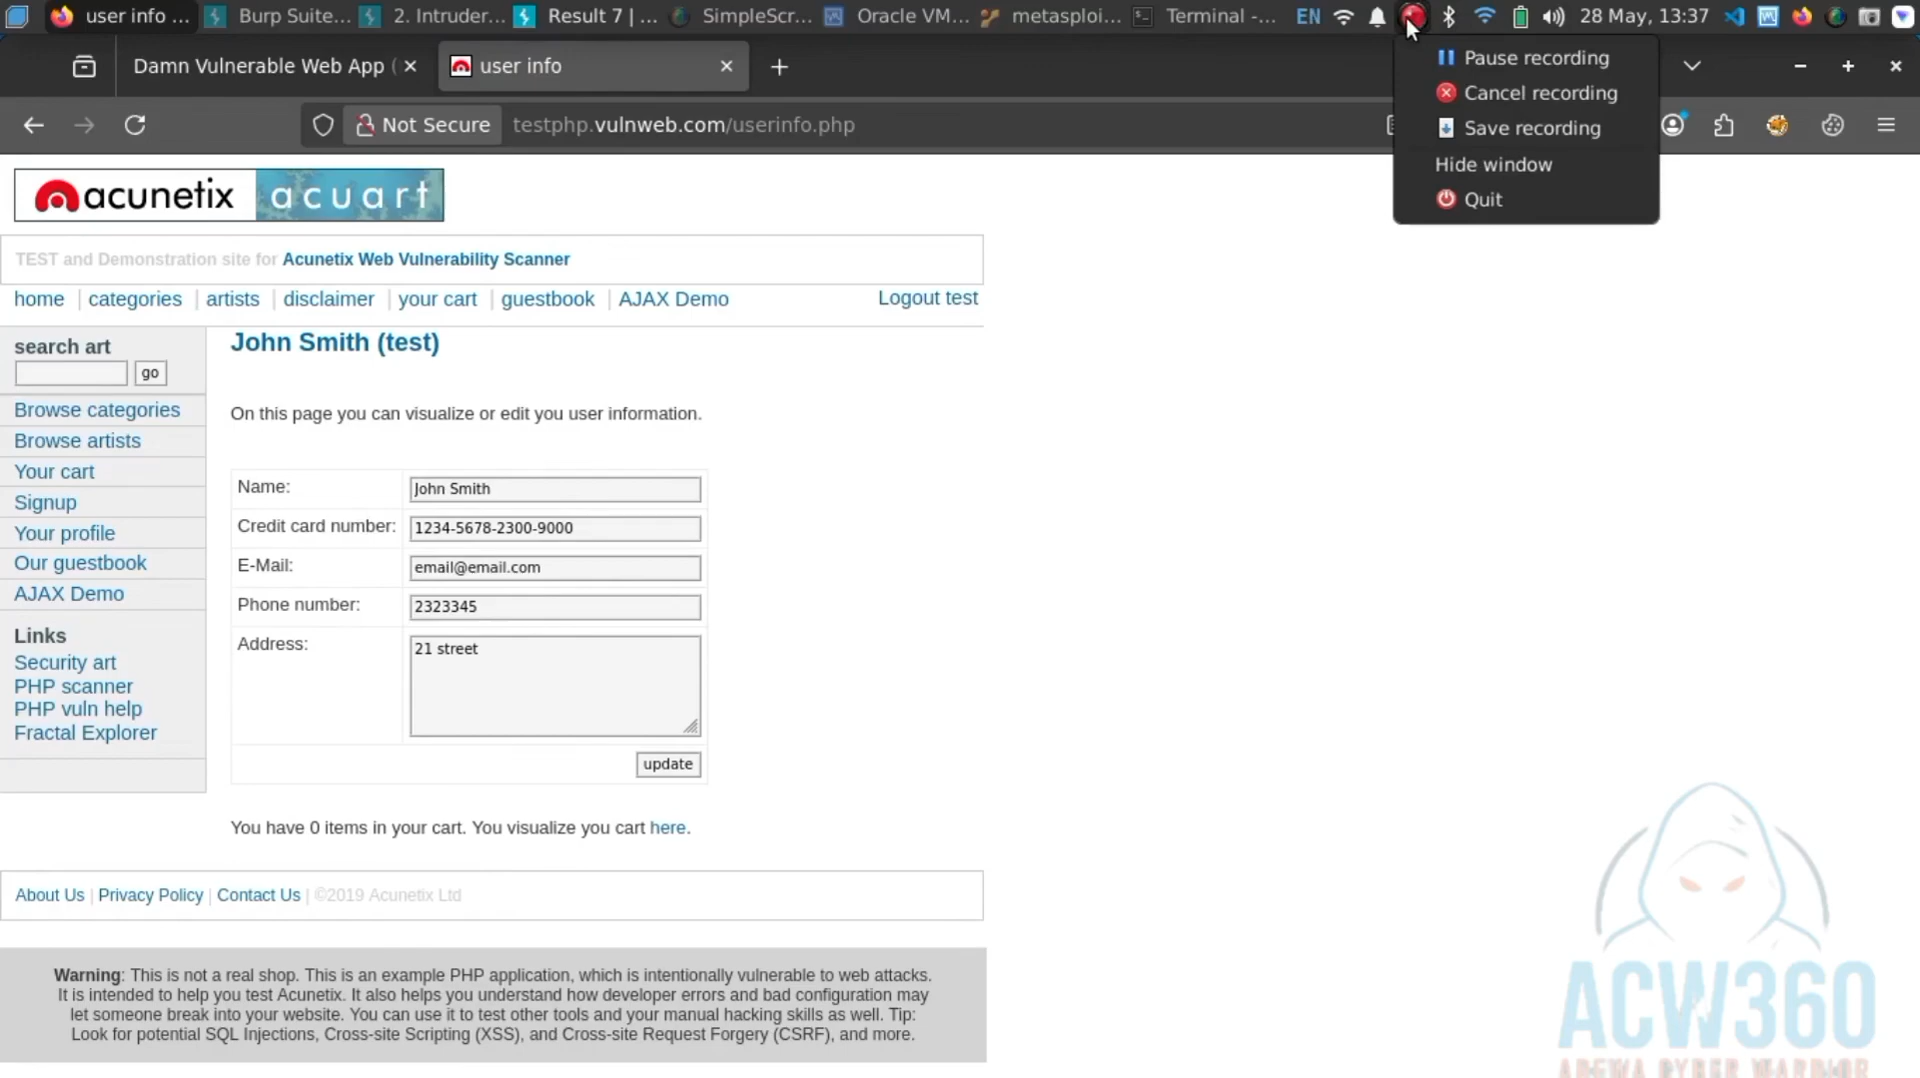 user info ...
Burp Suite...
2. Intruder...
Result 7 | ...
SimpleScr...
Oracle VM...
metasploi...
Terminal -...
EN
28 May, 13:37
Damn Vulnerable Web App (
user info
Pause recording
Cancel recording
Save recording
Hide window
Quit
Not Secure
testphp.vulnweb.com/userinfo.php
acunetix
acuart
TEST and Demonstration site for Acunetix Web Vulnerability Scanner
home | categories | artists | disclaimer | your cart | guestbook | AJAX Demo
Logout test
search art
go
Browse categories
Browse artists
Your cart
Signup
Your profile
Our guestbook
AJAX Demo
Links
Security art
PHP scanner
PHP vuln help
Fractal Explorer
John Smith (test)
On this page you can visualize or edit you user information.
Name: John Smith
Credit card number: 1234-5678-2300-9000
E-Mail: email@email.com
Phone number: 2323345
Address: 21 street
update
You have 0 items in your cart. You visualize you cart here.
About Us | Privacy Policy | Contact Us | ©2019 Acunetix Ltd
Warning: This is not a real shop. This is an example PHP application, which is intentionally vulnerable to web attacks.
It is intended to help you test Acunetix. It also helps you understand how developer errors and bad configuration may
let someone break into your website. You can use it to test other tools and your manual hacking skills as well. Tip:
Look for potential SQL Injections, Cross-site Scripting (XSS), and Cross-site Request Forgery (CSRF), and more.
ACW360
CYBER WARRIOR